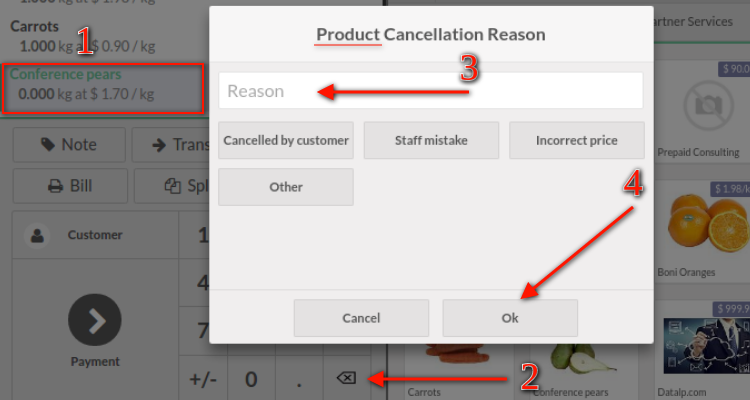 Carrots
1.000 kg at $ 0.90 / kg
1
Conference pears
0.000 kg at $ 1.70 / kg
Note
Bill
Customer
1
4
7
Payment
+/- 0 .
2
Product Cancellation Reason
Reason
3
Cancelled by customer Staff mistake Incorrect price
Other
4
Cancel Ok
artner Services
$ 90.0
Prepaid Consulting
$ 1.98/k
Boni Oranges
$ 999.9
Carrots
Conference pears
Datalp.com